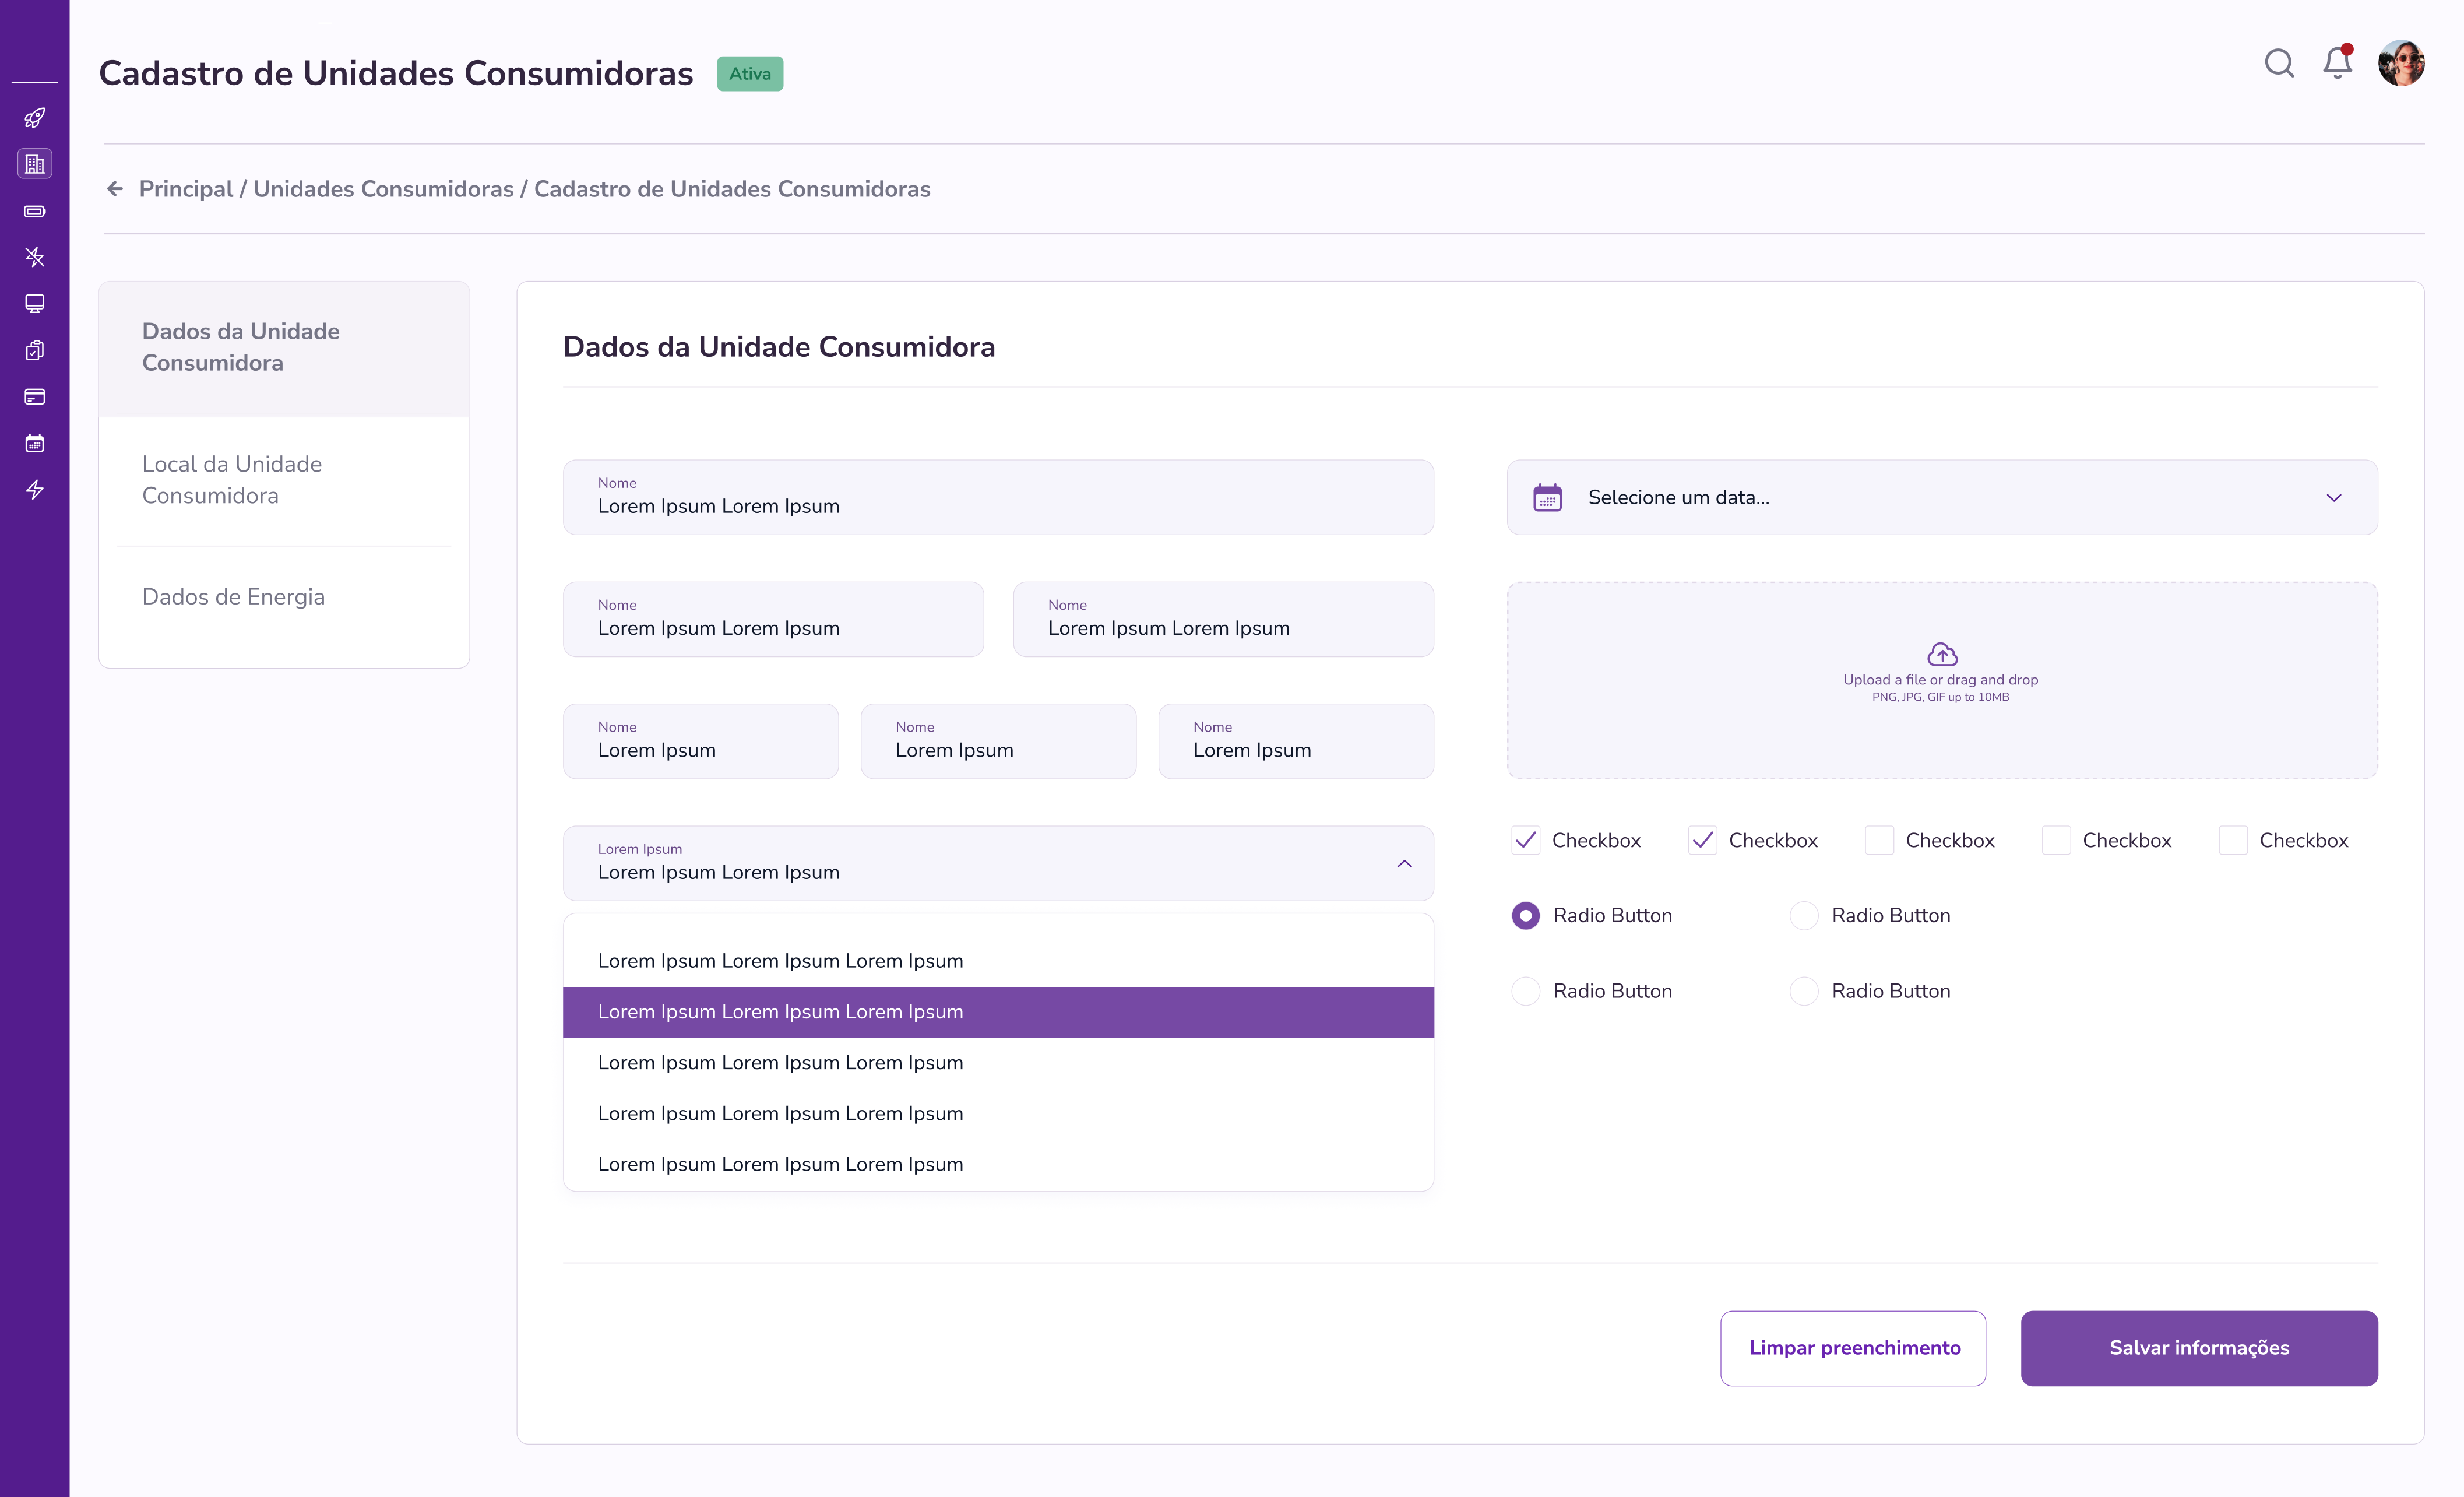 Cadastro de Unidades Consumidoras
Ativa
Principal / Unidades Consumidoras / Cadastro de Unidades Consumidoras
Dados da Unidade
Consumidora
Local da Unidade
Consumidora
Dados de Energia
Dados da Unidade Consumidora
Nome
Lorem Ipsum Lorem Ipsum
Nome
Lorem Ipsum Lorem Ipsum
Nome
Lorem Ipsum Lorem Ipsum
Nome
Lorem Ipsum
Nome
Lorem Ipsum
Nome
Lorem Ipsum
Lorem Ipsum
Lorem Ipsum Lorem Ipsum
Lorem Ipsum Lorem Ipsum Lorem Ipsum
Lorem Ipsum Lorem Ipsum Lorem Ipsum
Lorem Ipsum Lorem Ipsum Lorem Ipsum
Lorem Ipsum Lorem Ipsum Lorem Ipsum
Lorem Ipsum Lorem Ipsum Lorem Ipsum
Selecione um data...
Upload a file or drag and drop
PNG, JPG, GIF up to 10MB
Checkbox
Checkbox
Checkbox
Checkbox
Checkbox
Radio Button
Radio Button
Radio Button
Radio Button
Limpar preenchimento
Salvar informações